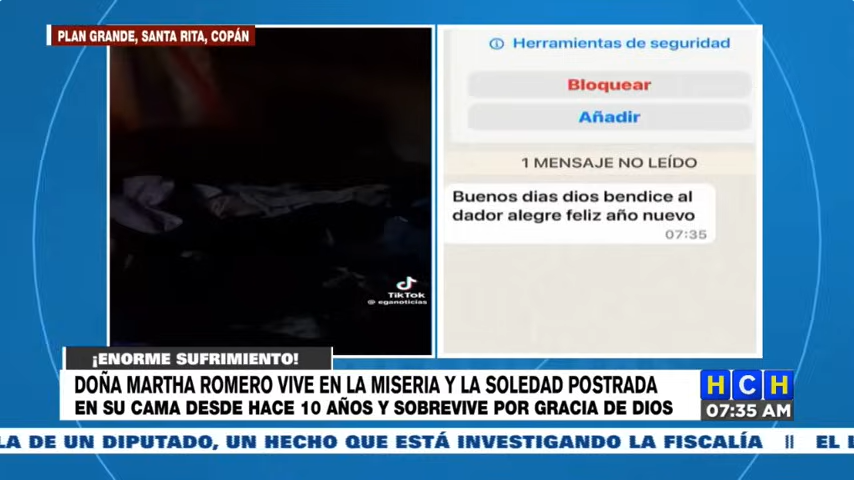 PLAN GRANDE, SANTA RITA, COPÁN
Herramientas de seguridad
Bloquear
Añadir
1 MENSAJE NO LEÍDO
Buenos dias dios bendice al
dador alegre feliz año nuevo
07:35
TikTok
@eganoticias
¡ENORME SUFRIMIENTO!
DOÑA MARTHA ROMERO VIVE EN LA MISERIA Y LA SOLEDAD POSTRADA
EN SU CAMA DESDE HACE 10 AÑOS Y SOBREVIVE POR GRACIA DE DIOS
HCH
07:35 AM
LA DE UN DIPUTADO, UN HECHO QUE ESTÁ INVESTIGANDO LA FISCALÍA || EL L